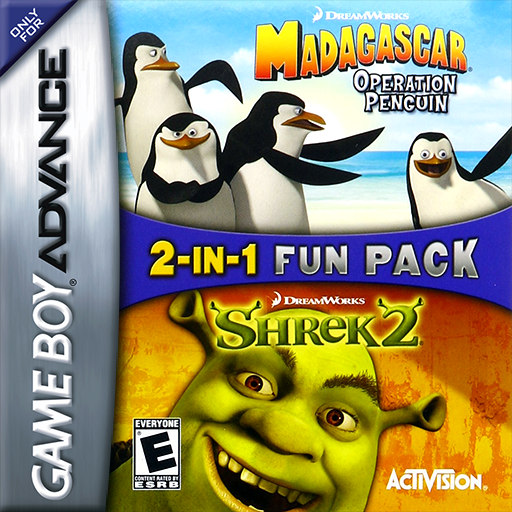 ONLY
FOR
GAME BOY ADVANCE
DREAMWORKS
MADAGASCAR
OPERATION
PENGUIN
2-IN-1 FUN PACK
DREAMWORKS
SHREK 2
EVERYONE
E
CONTENT RATED BY
ESRB
ACTIVISION